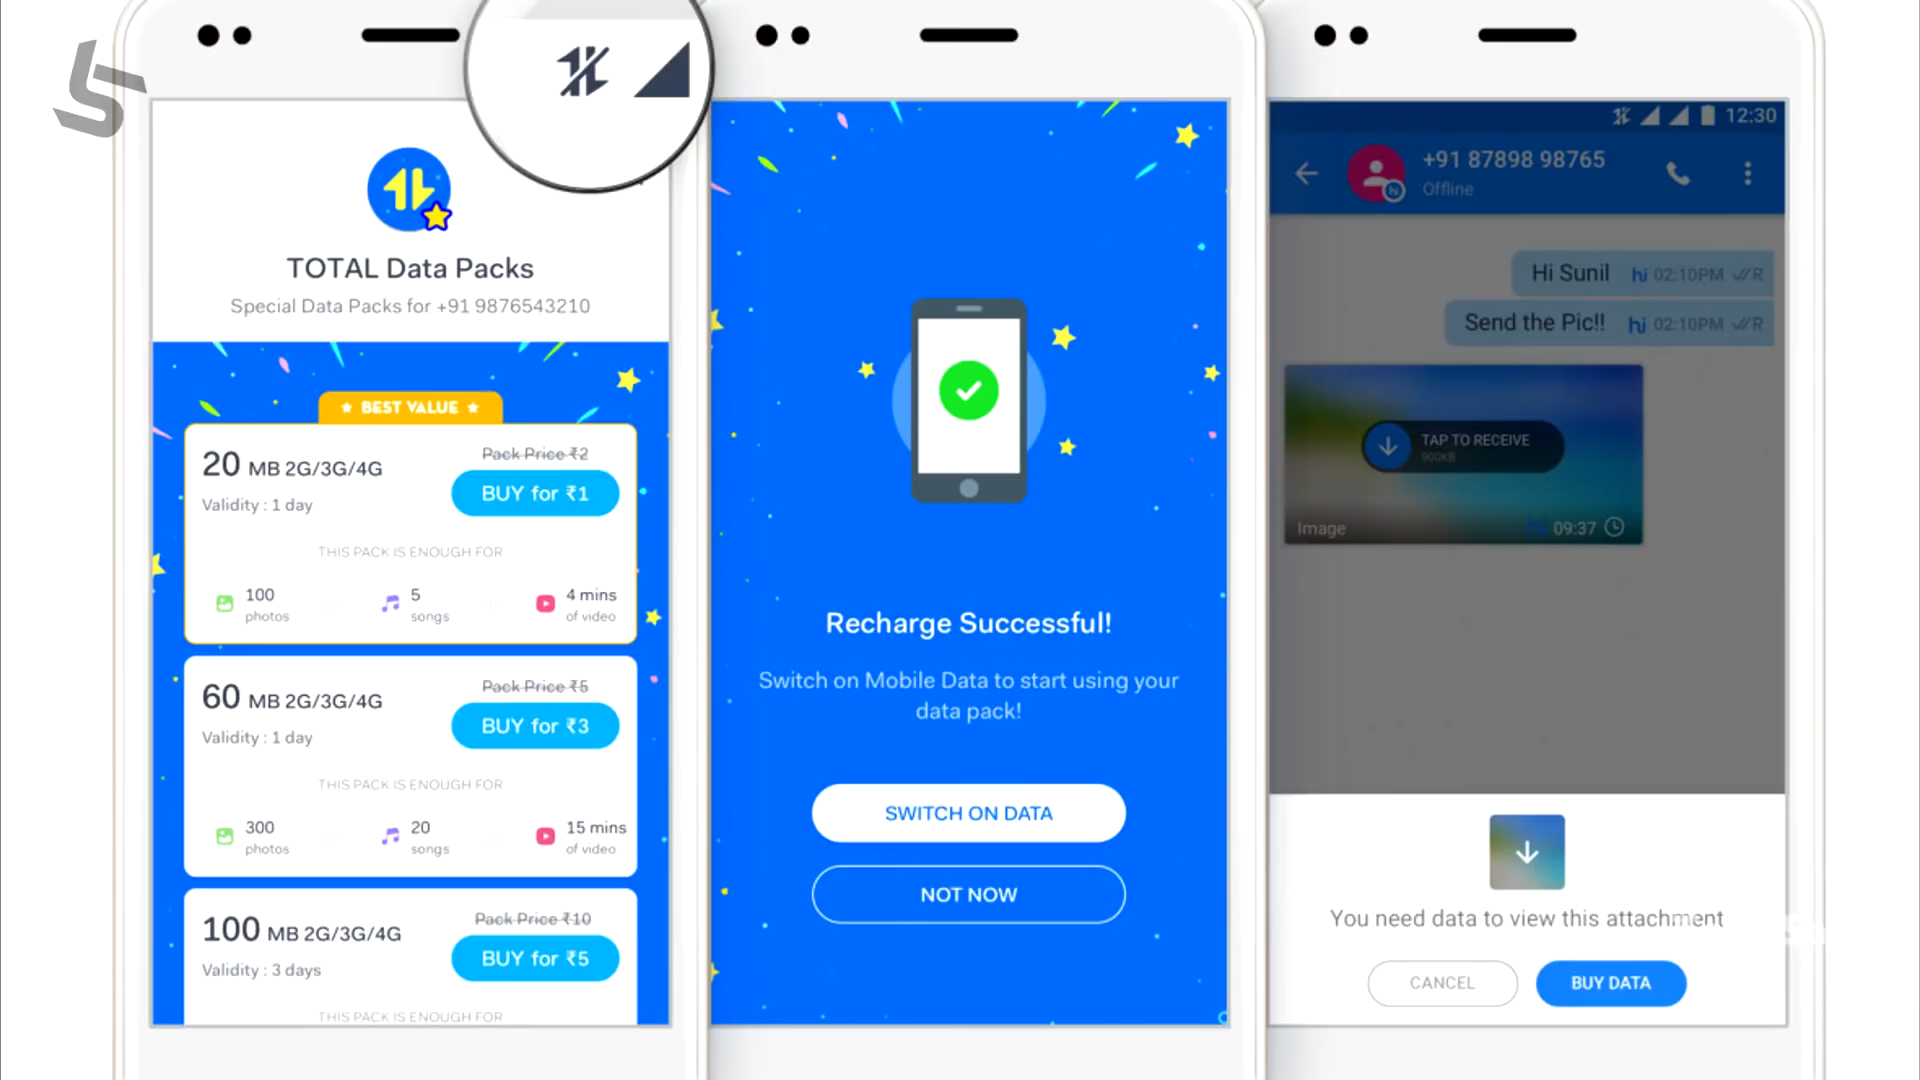 TOTAL Data Packs
Special Data Packs for +91 9876543210
BEST VALUE
20 MB 2G/3G/4G
Pack Price ₹2
Validity : 1 day
BUY for ₹1
THIS PACK IS ENOUGH FOR
100 photos
5 songs
4 mins of video
60 MB 2G/3G/4G
Pack Price ₹5
Validity : 1 day
BUY for ₹3
THIS PACK IS ENOUGH FOR
300 photos
20 songs
15 mins of video
100 MB 2G/3G/4G
Pack Price ₹10
Validity : 3 days
BUY for ₹5
THIS PACK IS ENOUGH FOR
Recharge Successful!
Switch on Mobile Data to start using your
data pack!
SWITCH ON DATA
NOT NOW
12:30
+91 87898 98765
Offline
Hi Sunil hi 02:10PM R
Send the Pic!! hi 02:10PM R
TAP TO RECEIVE
900KB
Image 09:37
You need data to view this attachment
CANCEL
BUY DATA